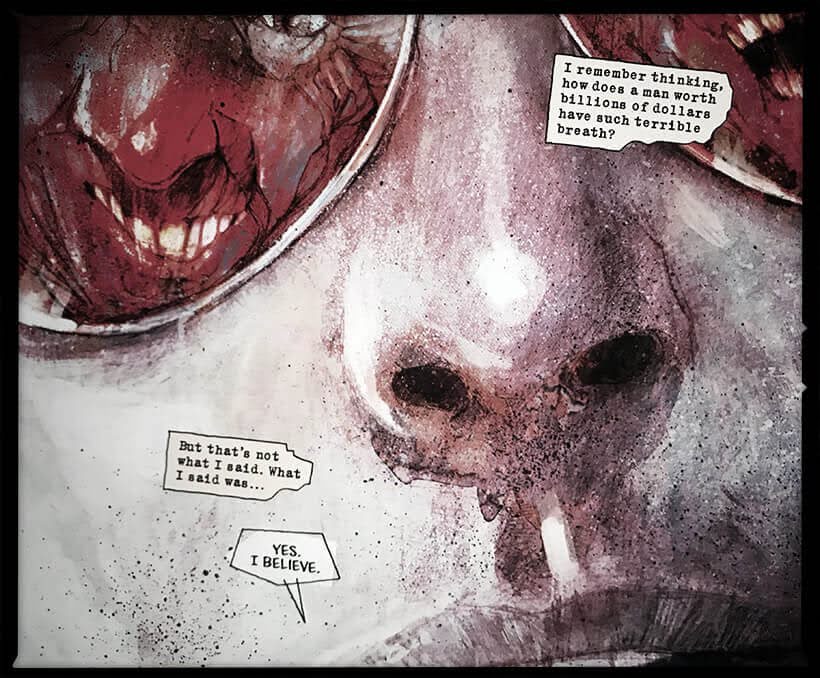 I remember thinking,
how does a man worth
billions of dollars
have such terrible
breath?
But that's not
what I said. What
I said was...
YES.
I BELIEVE.